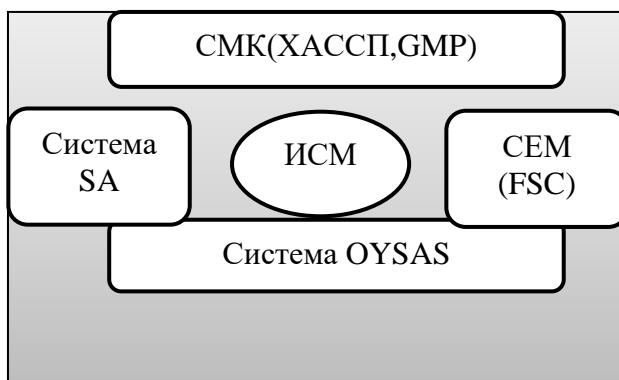 СМК(ХАССП,GMP)
Система
SA
ИСМ
СЕМ
(FSC)
Система OYSAS